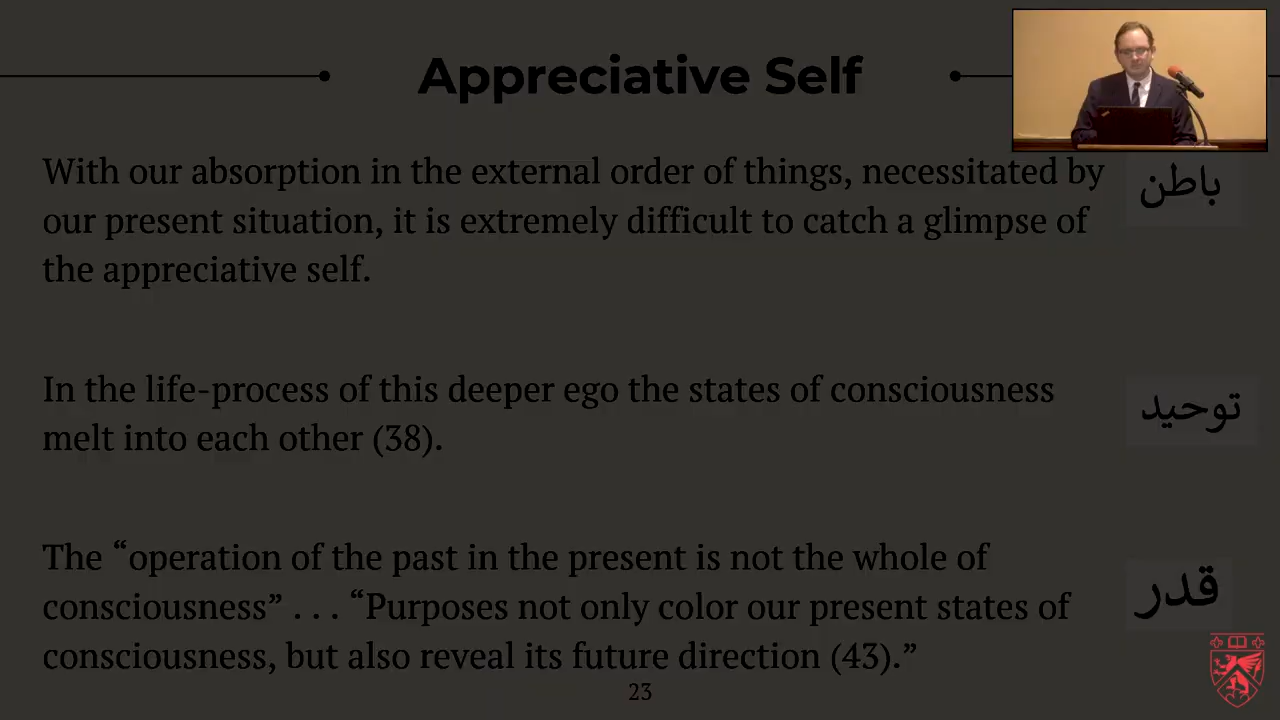 Appreciative Self
With our absorption in the external order of things, necessitated by
our present situation, it is extremely difficult to catch a glimpse of
the appreciative self.
باطن
In the life-process of this deeper ego the states of consciousness
melt into each other (38).
توحید
The “operation of the past in the present is not the whole of
consciousness” . . . “Purposes not only color our present states of
consciousness, but also reveal its future direction (43).”
قدر
23